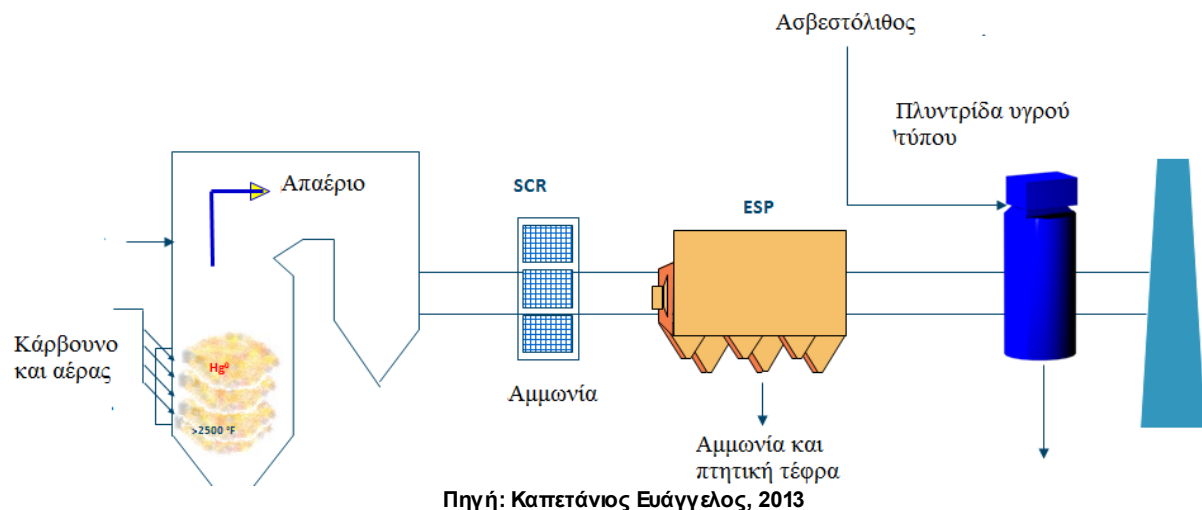 Ασβεστόλιθος
Πλυντρίδα υγρού
τύπου
Απαέριο
SCR
ESP
Κάρβουνο
και αέρας
Hg⁰
>2500 °F
Αμμωνία
Αμμωνία και
πτητική τέφρα
Πηγή: Καπετάνιος Ευάγγελος, 2013